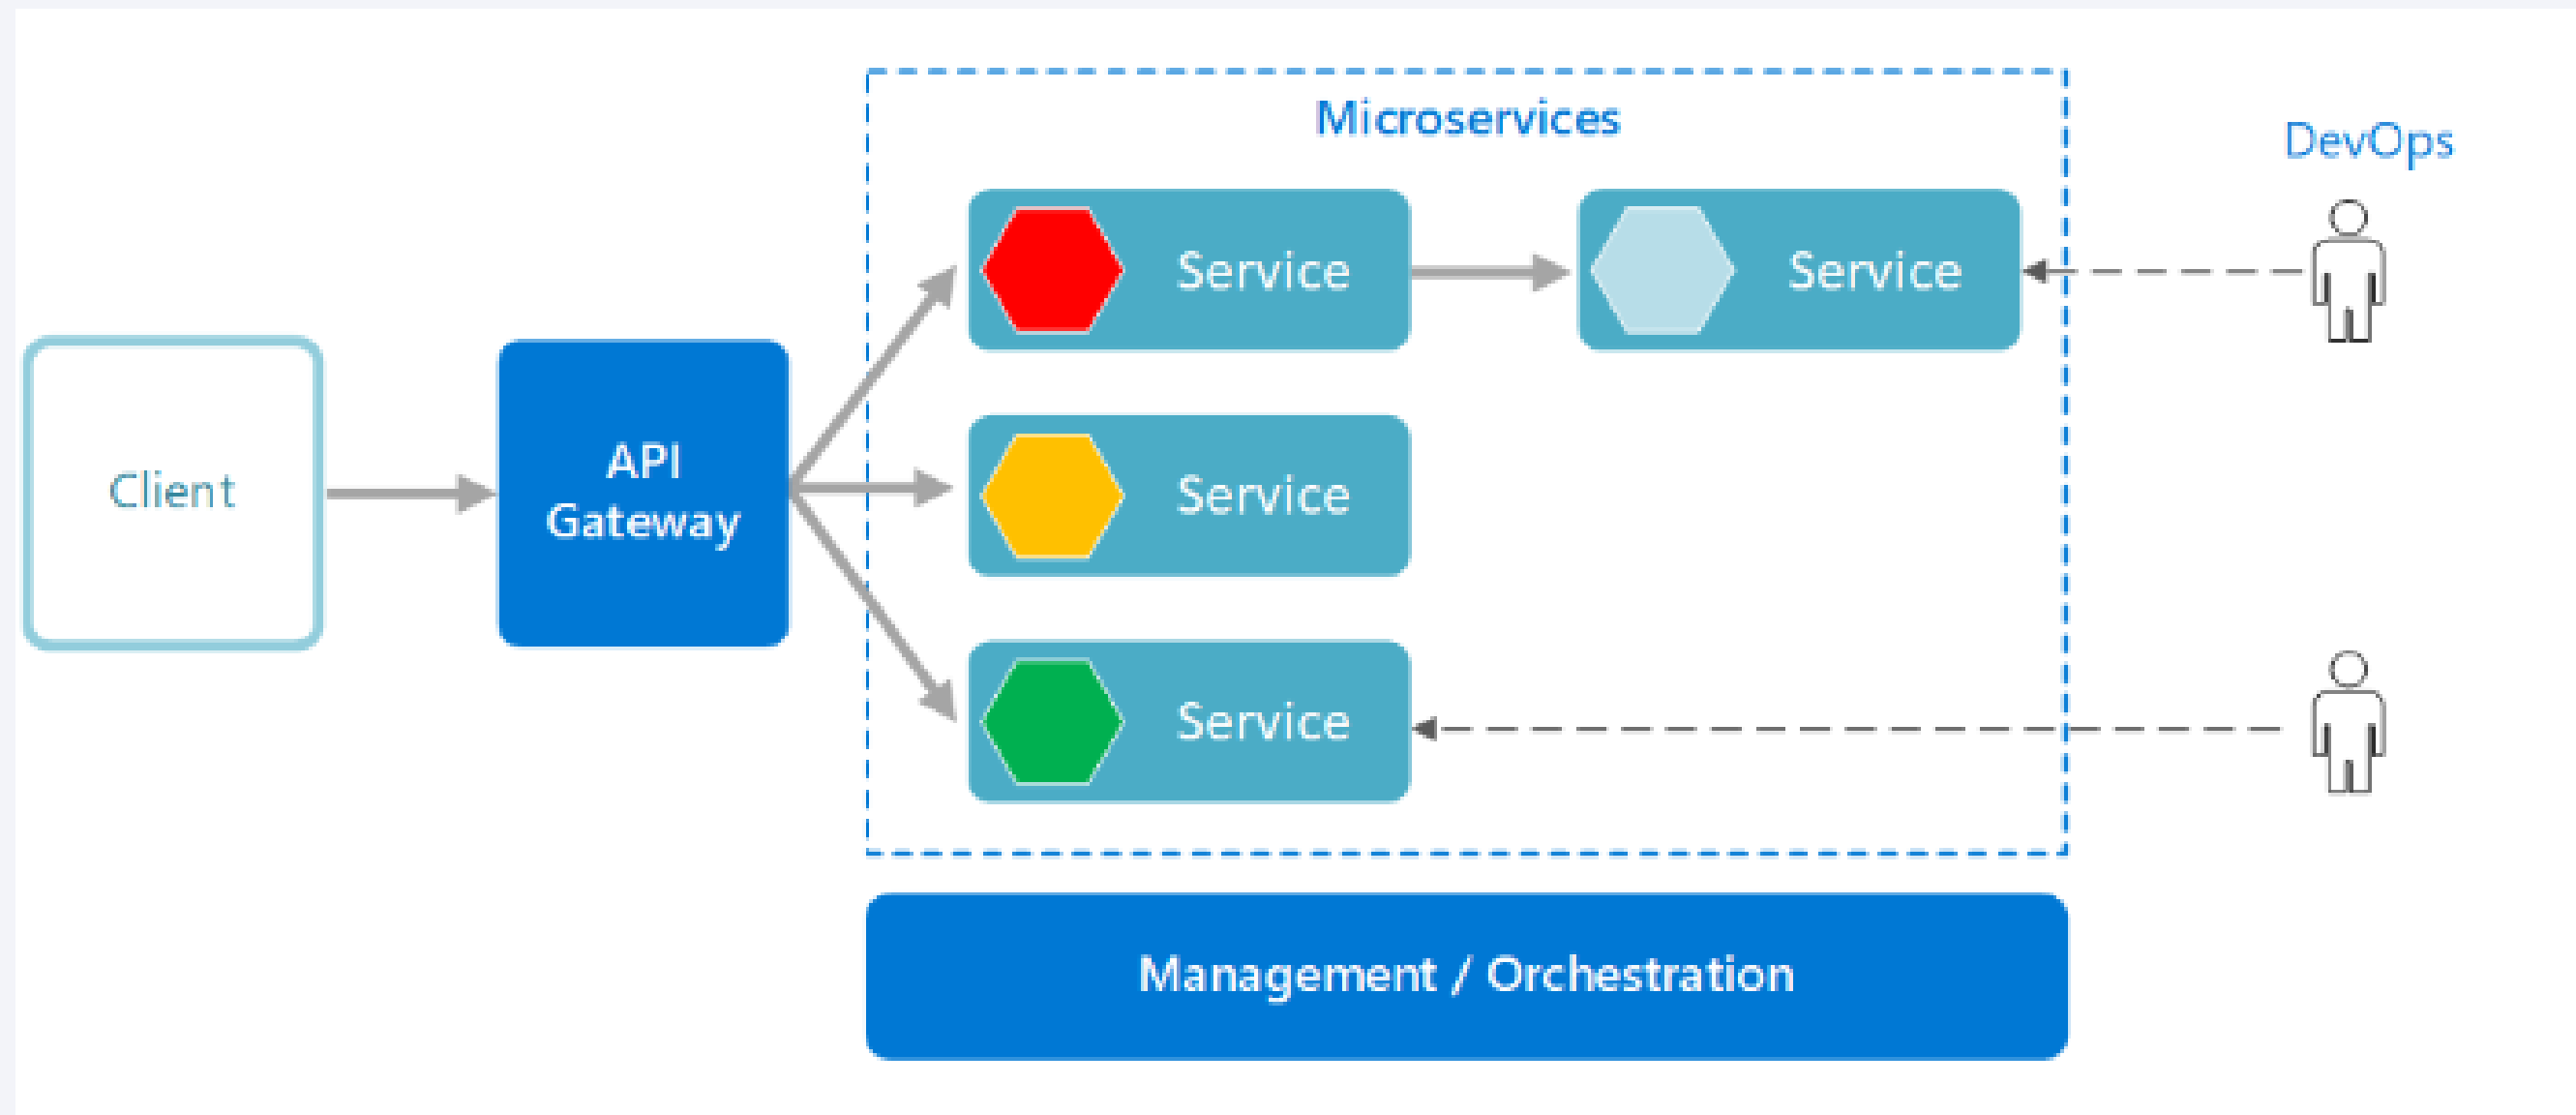 Microservices
DevOps
Service
Service
Client
API
Gateway
Service
Service
Management / Orchestration